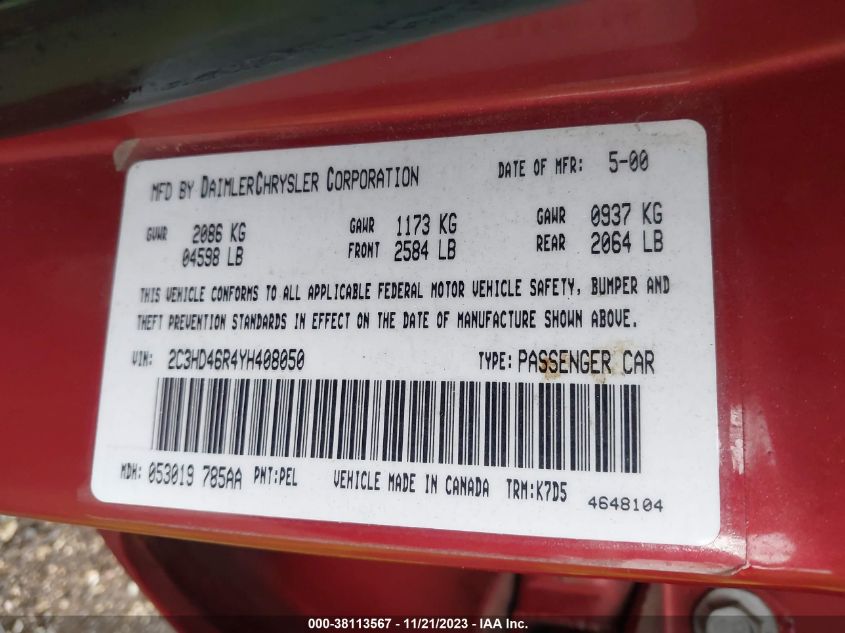 MFD BY DAIMLERCHRYSLER CORPORATION DATE OF MFR: 5-00
GVWR 2086 KG GAWR 1173 KG GAWR 0937 KG
04598 LB FRONT 2584 LB REAR 2064 LB
THIS VEHICLE CONFORMS TO ALL APPLICABLE FEDERAL MOTOR VEHICLE SAFETY, BUMPER AND
THEFT PREVENTION STANDARDS IN EFFECT ON THE DATE OF MANUFACTURE SHOWN ABOVE.
VIN: 2C3HD46R4YH408050 TYPE: PASSENGER CAR
MDH: 053019 785AA PNT:PEL VEHICLE MADE IN CANADA TRM:K7D5
4648104
000-38113567 - 11/21/2023 - IAA Inc.